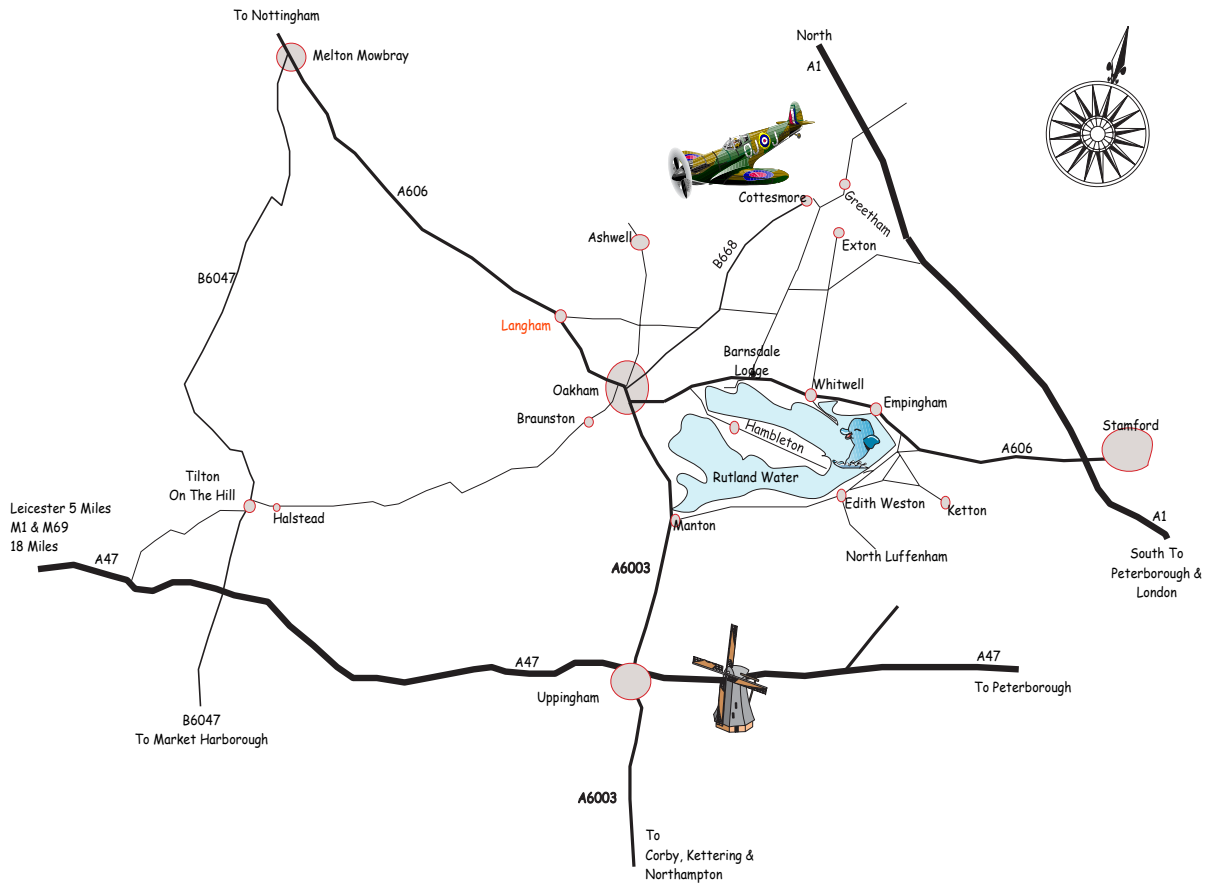 To Nottingham
Melton Mowbray
North
A1
A606
QJ J
Cottesmore
Greetham
Ashwell
Exton
B668
B6047
Langham
Barnsdale
Lodge
Oakham
Whitwell
Empingham
Braunston
Hambleton
Stamford
A606
Tilton
On The Hill
Rutland Water
Leicester 5 Miles
M1 & M69
18 Miles
Halstead
Edith Weston
Ketton
Manton
A1
A47
North Luffenham
South To
Peterborough &
London
A6003
A47
A47
Uppingham
To Peterborough
B6047
To Market Harborough
A6003
To
Corby, Kettering &
Northampton